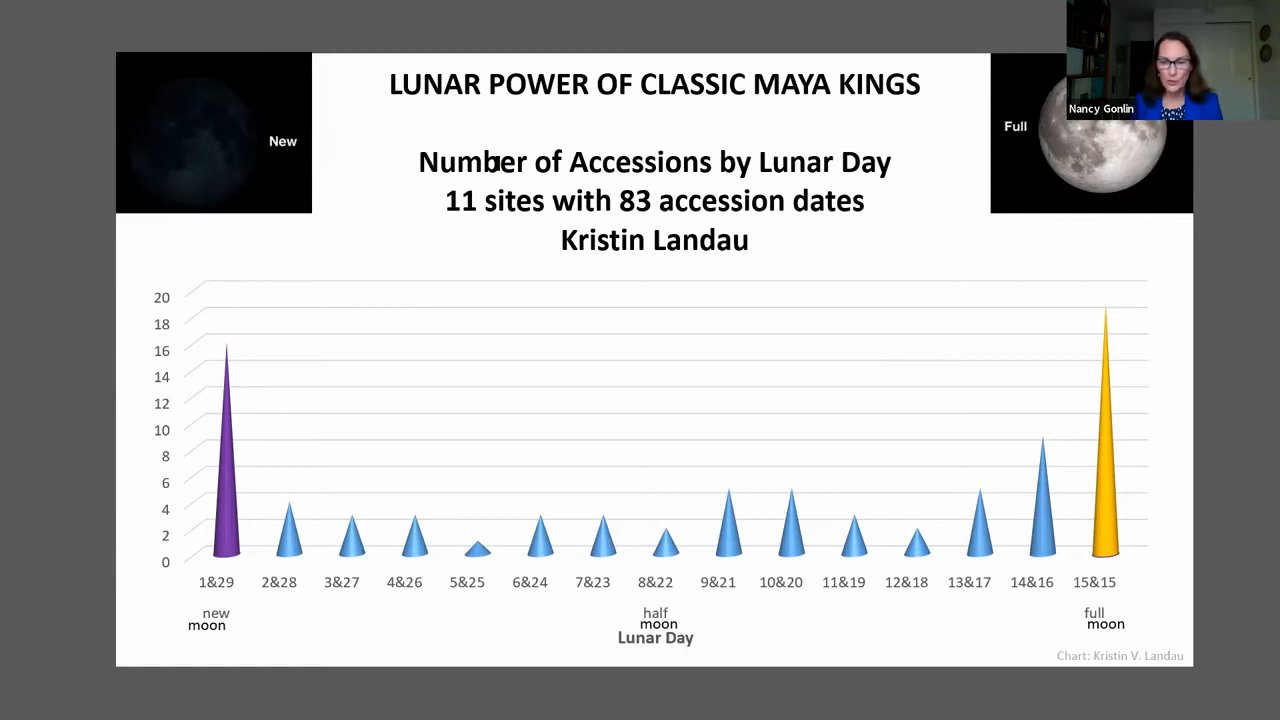 Nancy Gonlin
LUNAR POWER OF CLASSIC MAYA KINGS
New
Full
Number of Accessions by Lunar Day
11 sites with 83 accession dates
Kristin Landau
20
18
16
14
12
10
8
6
4
2
0
1&29 2&28 3&27 4&26 5&25 6&24 7&23 8&22 9&21 10&20 11&19 12&18 13&17 14&16 15&15
new half full
moon moon moon
Lunar Day
Chart: Kristin V. Landau